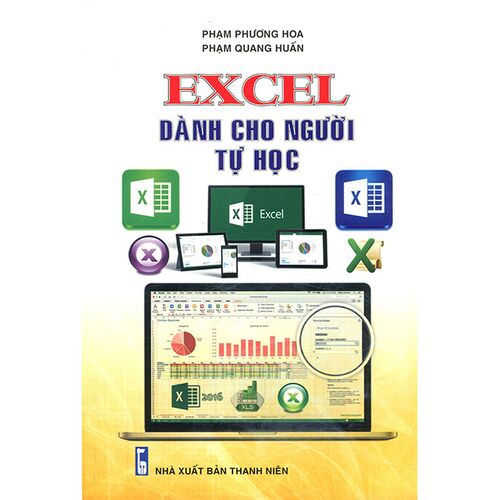 PHẠM PHƯƠNG HOA
PHẠM QUANG HUẤN
EXCEL
DÀNH CHO NGƯỜI
TỰ HỌC
Excel
2016
XLS
NHÀ XUẤT BẢN THANH NIÊN